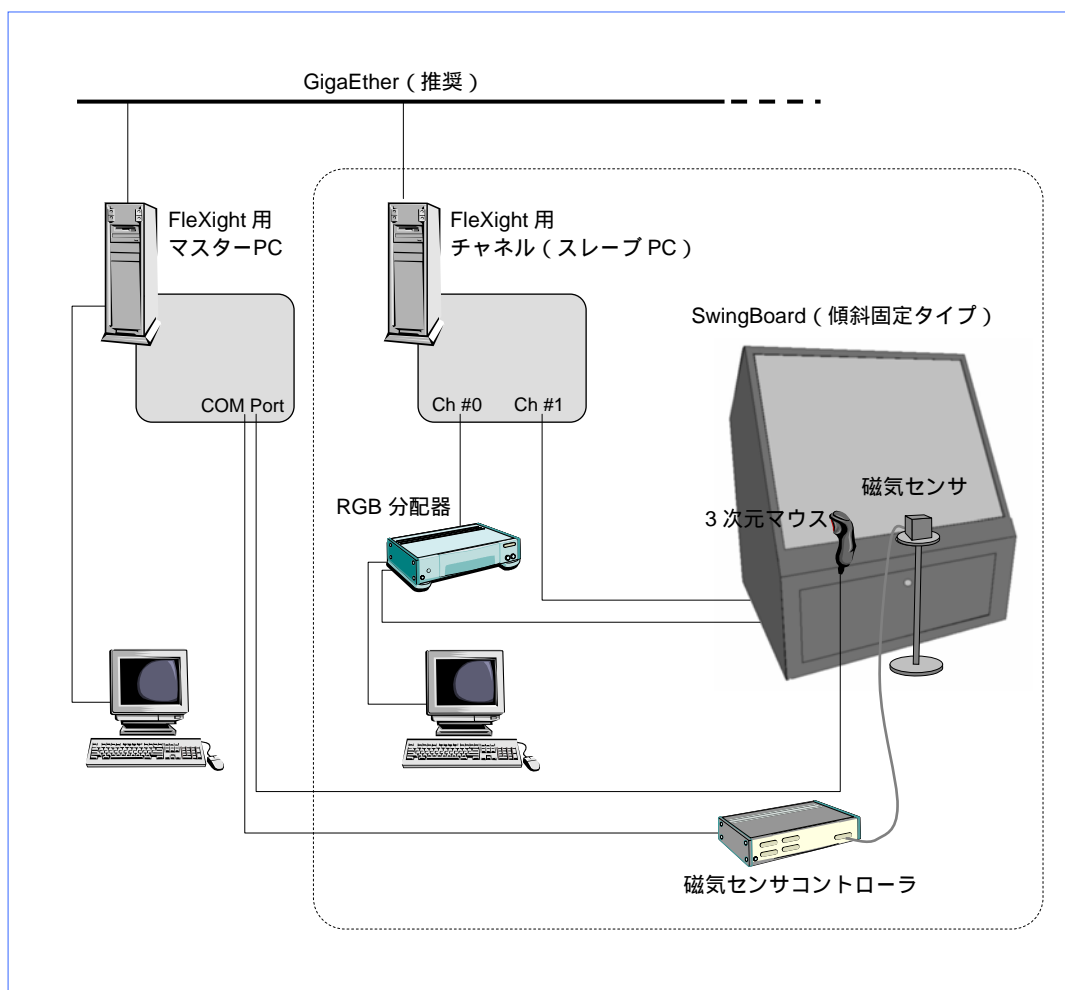 GigaEther（推奨）
FleXight 用
マスターPC
FleXight 用
チャネル（スレーブ PC）
SwingBoard（傾斜固定タイプ）
COM Port
Ch #0
Ch #1
磁気センサ
RGB 分配器
3 次元マウス
磁気センサコントローラ